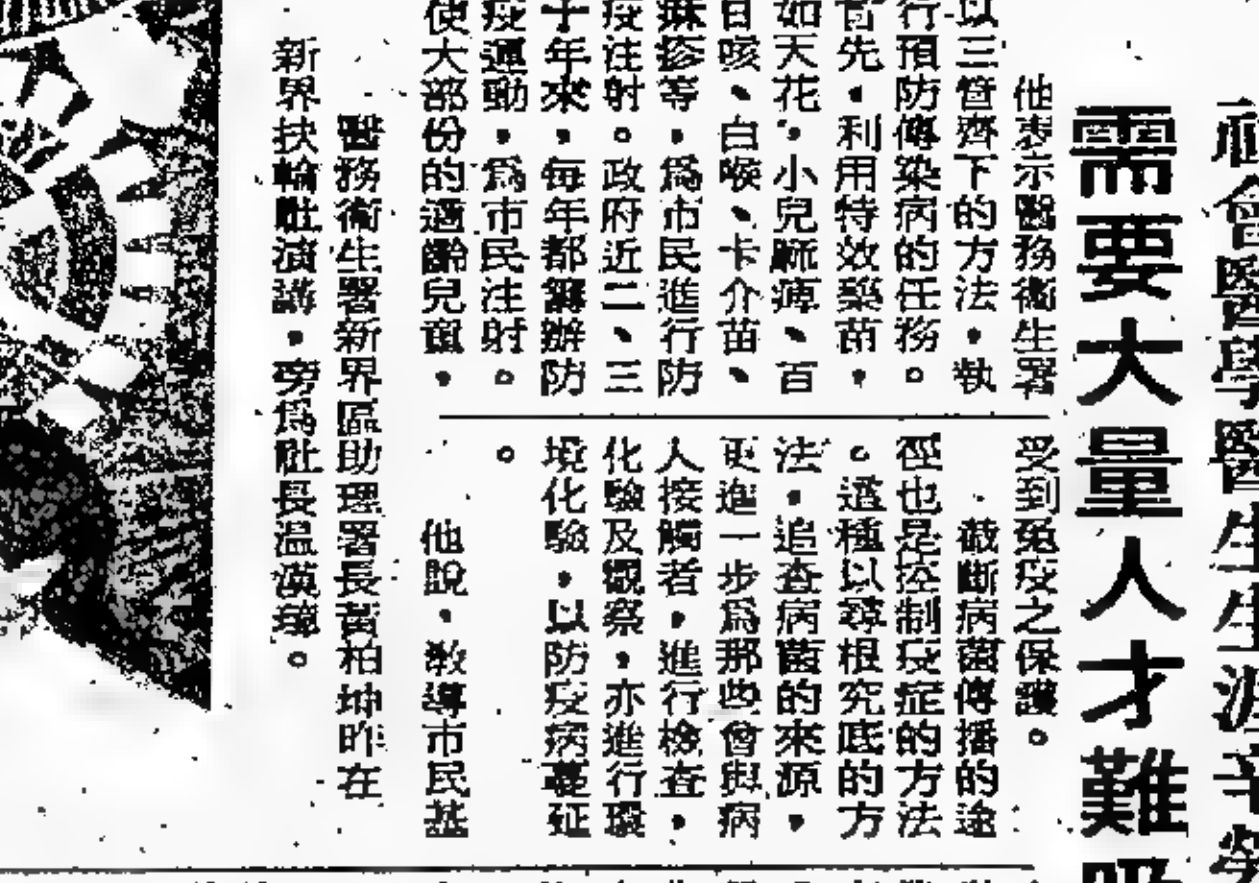 會醫學醫生生源辛勞
需要大量人才難吸
他表示醫務衞生署
以三管齊下的方法，執
行預防傳染病的任務。
首先，利用特效藥苗，
如天花，小兒痳痺、百
日咳、白喉、卡介苗、
痳疹等，為市民進行防
疫注射。政府近二、三
十年來，每年都舉辦防
疫運動，為市民注射。
使大部份的適齡兒童，
受到免疫之保護。
截斷病菌傳播的途
徑也是控制疫症的方法
。這種以尋根究底的方
法，追查病菌的來源，
更進一步為那些曾與病
人接觸者，進行檢查，
化驗及觀察，亦進行環
境化驗，以防疫病蔓延
。
他說，教導市民基
醫務衞生署新界區助理署長黃柏坤昨在
新界扶輪社演講，旁為社長温漢